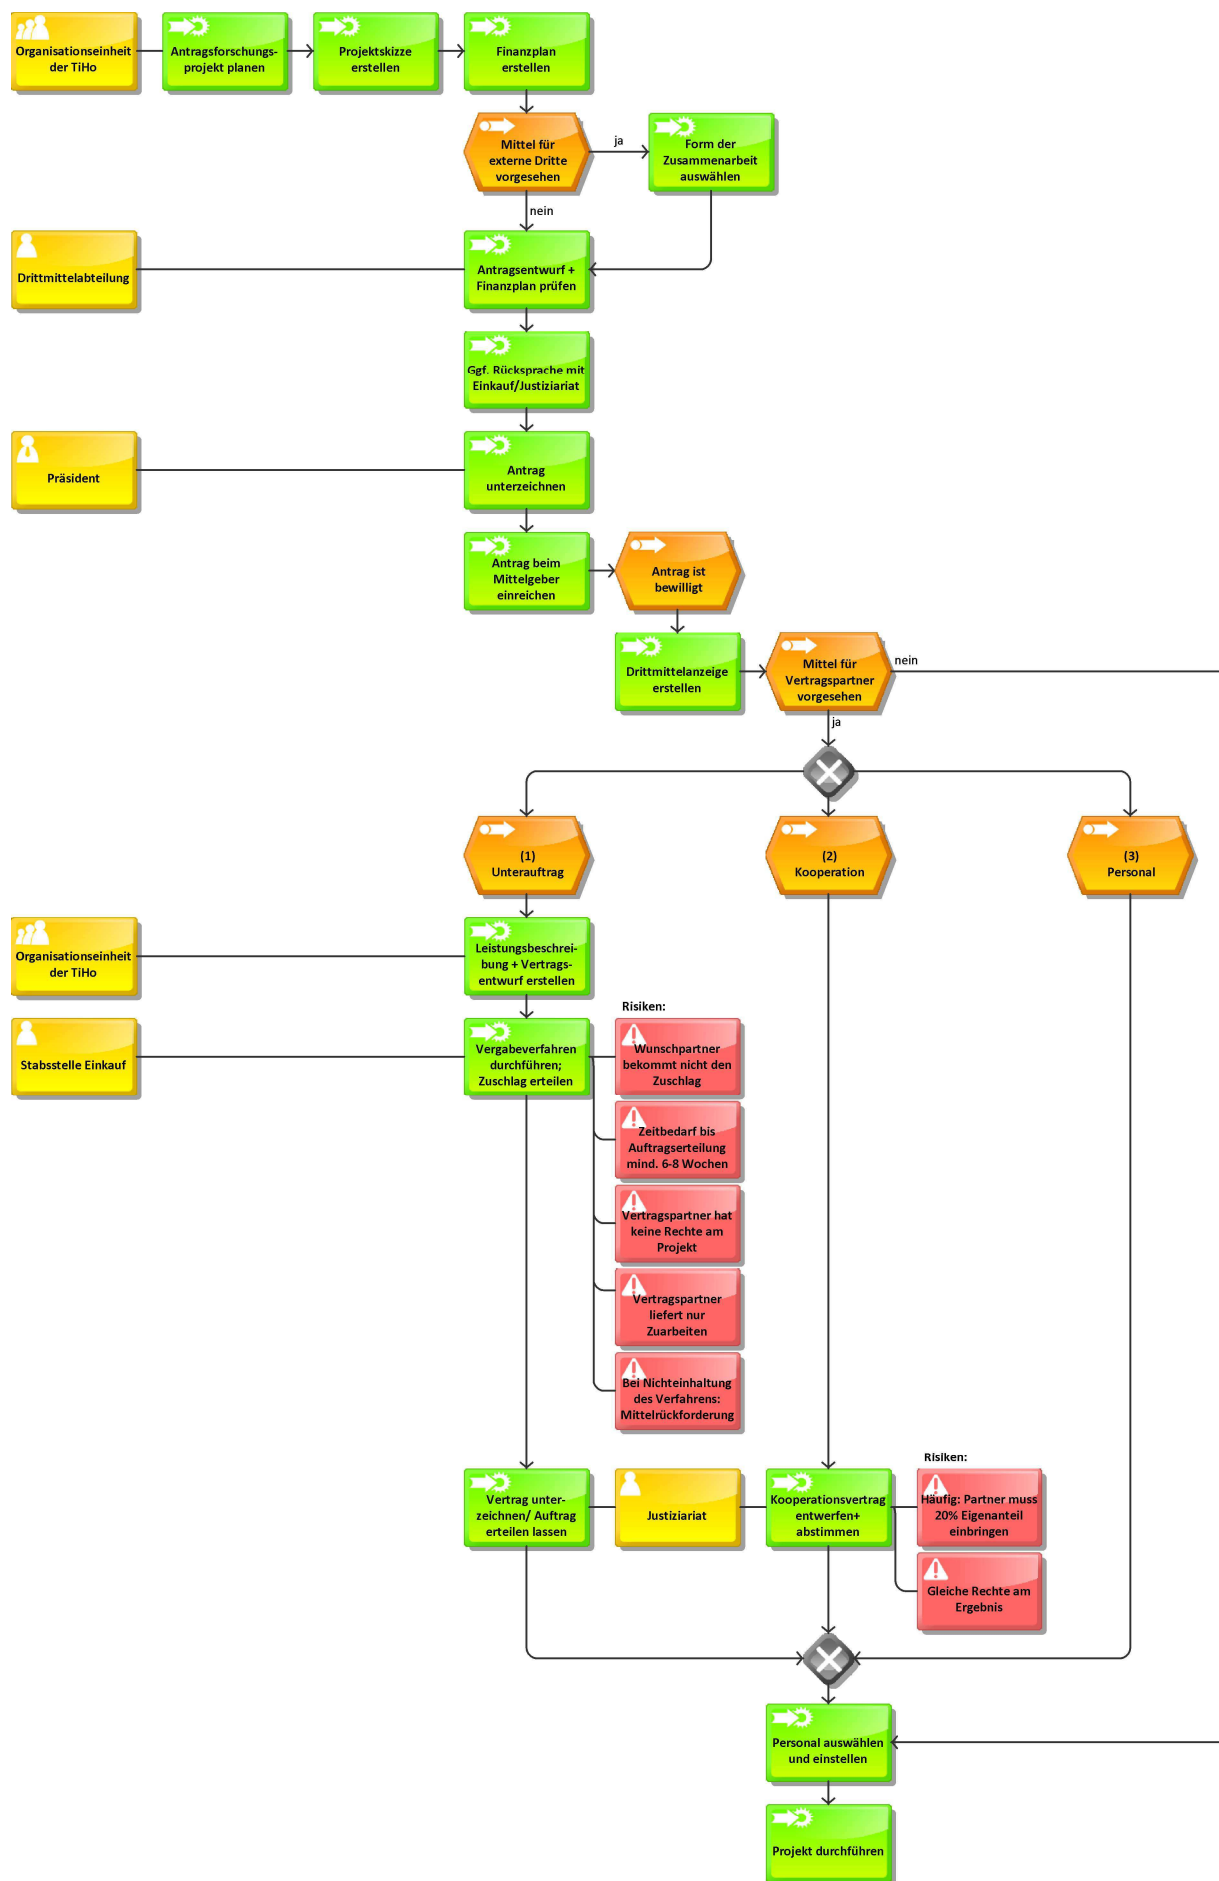 Organisationseinheit
der TiHo
Antragsforschungs-
projekt planen
Projektskizze
erstellen
Finanzplan
erstellen
Mittel für
externe Dritte
vorgesehen
ja
Form der
Zusammenarbeit
auswählen
nein
Drittmittelabteilung
Antragsentwurf +
Finanzplan prüfen
Ggf. Rücksprache mit
Einkauf/Justiziariat
Präsident
Antrag
unterzeichnen
Antrag beim
Mittelgeber
einreichen
Antrag ist
bewilligt
Drittmittelanzeige
erstellen
Mittel für
Vertragspartner
vorgesehen
nein
ja
(1)
Unterauftrag
(2)
Kooperation
(3)
Personal
Organisationseinheit
der TiHo
Leistungsbeschrei-
bung + Vertrags-
entwurf erstellen
Stabsstelle Einkauf
Vergabeverfahren
durchführen;
Zuschlag erteilen
Risiken:
Wunschpartner
bekommt nicht den
Zuschlag
Zeitbedarf bis
Auftragserteilung
mind. 6-8 Wochen
Vertragspartner hat
keine Rechte am
Projekt
Vertragspartner
liefert nur
Zuarbeiten
Bei Nichteinhaltung
des Verfahrens:
Mittelrückforderung
Vertrag unter-
zeichnen/ Auftrag
erteilen lassen
Justiziariat
Kooperationsvertrag
entwerfen+
abstimmen
Risiken:
Häufig: Partner muss
20% Eigenanteil
einbringen
Gleiche Rechte am
Ergebnis
Personal auswählen
und einstellen
Projekt durchführen